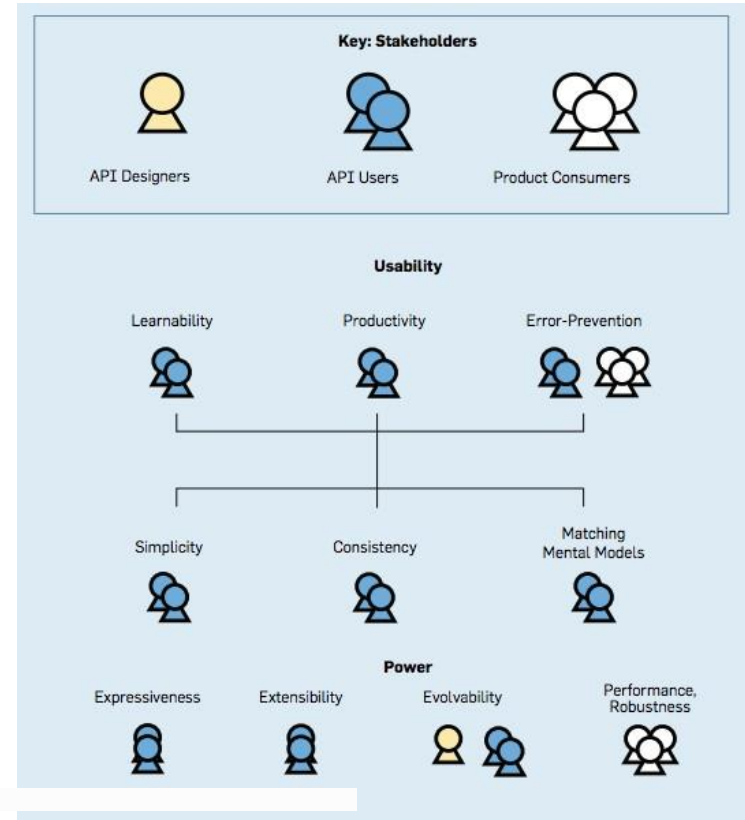 Key: Stakeholders
API Designers
API Users
Product Consumers
Usability
Learnability
Productivity
Error-Prevention
Simplicity
Consistency
Matching
Mental Models
Power
Expressiveness
Extensibility
Evolvability
Performance,
Robustness